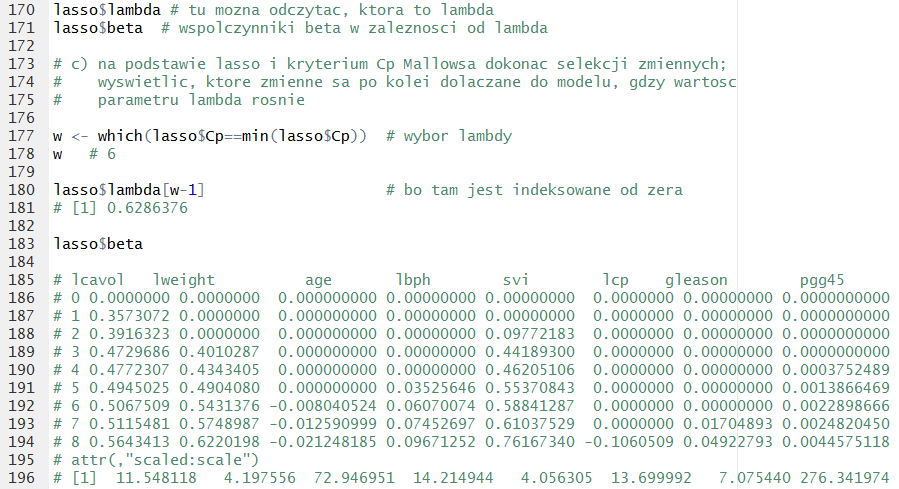 170 lasso$lambda # tu mozna odczytac, ktora to lambda
171 lasso$beta  # wspolczynniki beta w zaleznosci od lambda
172
173 # c) na podstawie lasso i kryterium Cp Mallowsa dokonac selekcji zmiennych;
174 #    wyswietlic, ktore zmienne sa po kolei dolaczane do modelu, gdzy wartosc
175 #    parametru lambda rosnie
176
177 w <- which(lasso$Cp==min(lasso$Cp))  # wybor lambdy
178 w   # 6
179
180 lasso$lambda[w-1]                    # bo tam jest indeksowane od zera
181 # [1] 0.6286376
182
183 lasso$beta
184
185 # lcavol   lweight          age       lbph        svi        lcp    gleason        pgg45
186 # 0 0.0000000 0.0000000  0.000000000 0.00000000 0.00000000  0.0000000 0.00000000 0.0000000000
187 # 1 0.3573072 0.0000000  0.000000000 0.00000000 0.00000000  0.0000000 0.00000000 0.0000000000
188 # 2 0.3916323 0.0000000  0.000000000 0.00000000 0.09772183  0.0000000 0.00000000 0.0000000000
189 # 3 0.4729686 0.4010287  0.000000000 0.00000000 0.44189300  0.0000000 0.00000000 0.0000000000
190 # 4 0.4772307 0.4343405  0.000000000 0.00000000 0.46205106  0.0000000 0.00000000 0.0003752489
191 # 5 0.4945025 0.4904080  0.000000000 0.03525646 0.55370843  0.0000000 0.00000000 0.0013866469
192 # 6 0.5067509 0.5431376 -0.008040524 0.06070074 0.58841287  0.0000000 0.00000000 0.0022898666
193 # 7 0.5115481 0.5748987 -0.012590999 0.07452697 0.61037529  0.0000000 0.01704893 0.0024820450
194 # 8 0.5643413 0.6220198 -0.021248185 0.09671252 0.76167340 -0.1060509 0.04922793 0.0044575118
195 # attr(,"scaled:scale")
196 # [1]  11.548118   4.197556  72.946951  14.214944   4.056305  13.699992   7.075440 276.341974